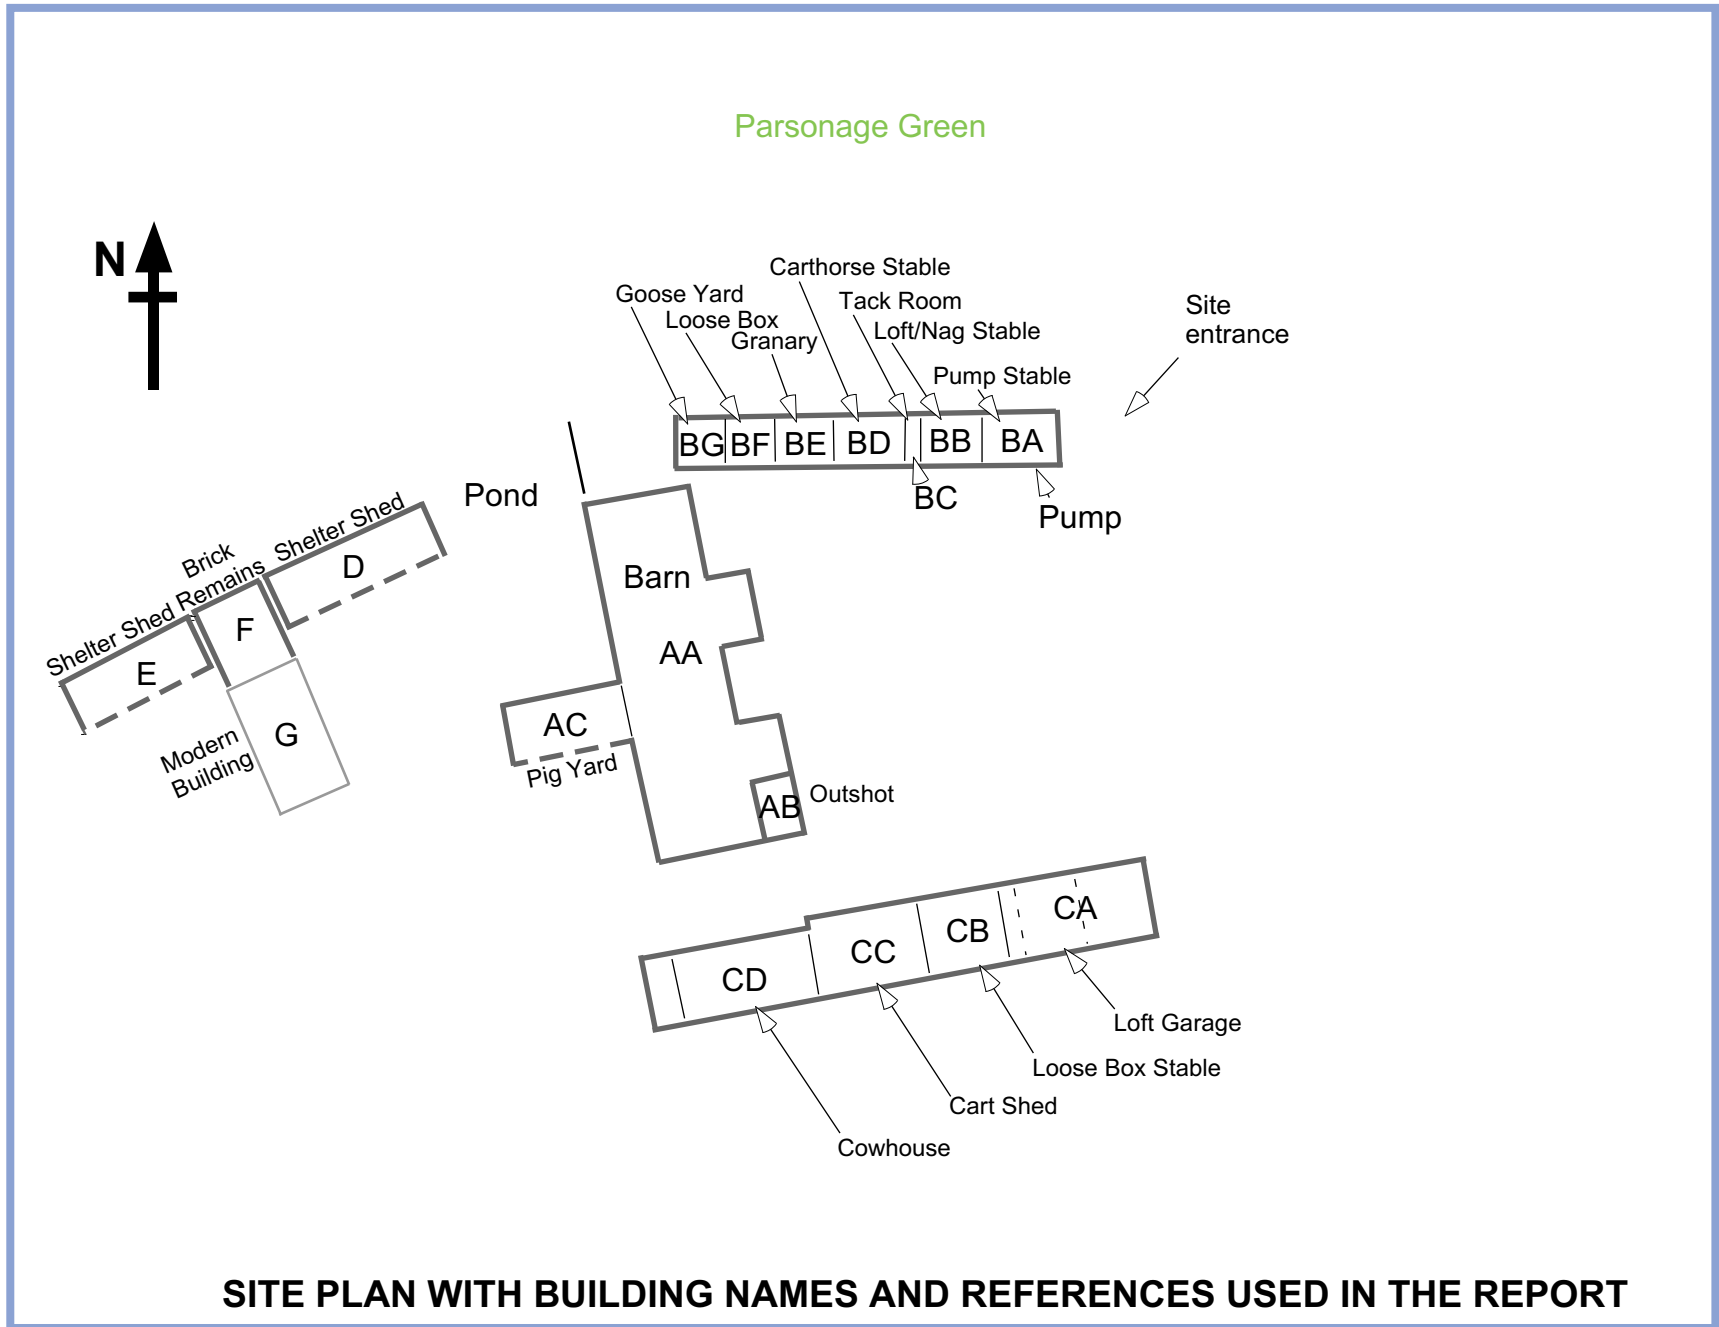 Parsonage Green
N
Carthorse Stable
Goose Yard
Tack Room
Loose Box
Loft/Nag Stable
Granary
Pump Stable
Site
entrance
BG
BF
BE
BD
BB
BA
BC
Pump
Pond
Shelter Shed
D
Brick
Remains
Shelter Shed
F
E
Modern
Building
G
Barn
AA
AC
Pig Yard
AB
Outshot
CA
CB
CC
CD
Loft Garage
Loose Box Stable
Cart Shed
Cowhouse
SITE PLAN WITH BUILDING NAMES AND REFERENCES USED IN THE REPORT